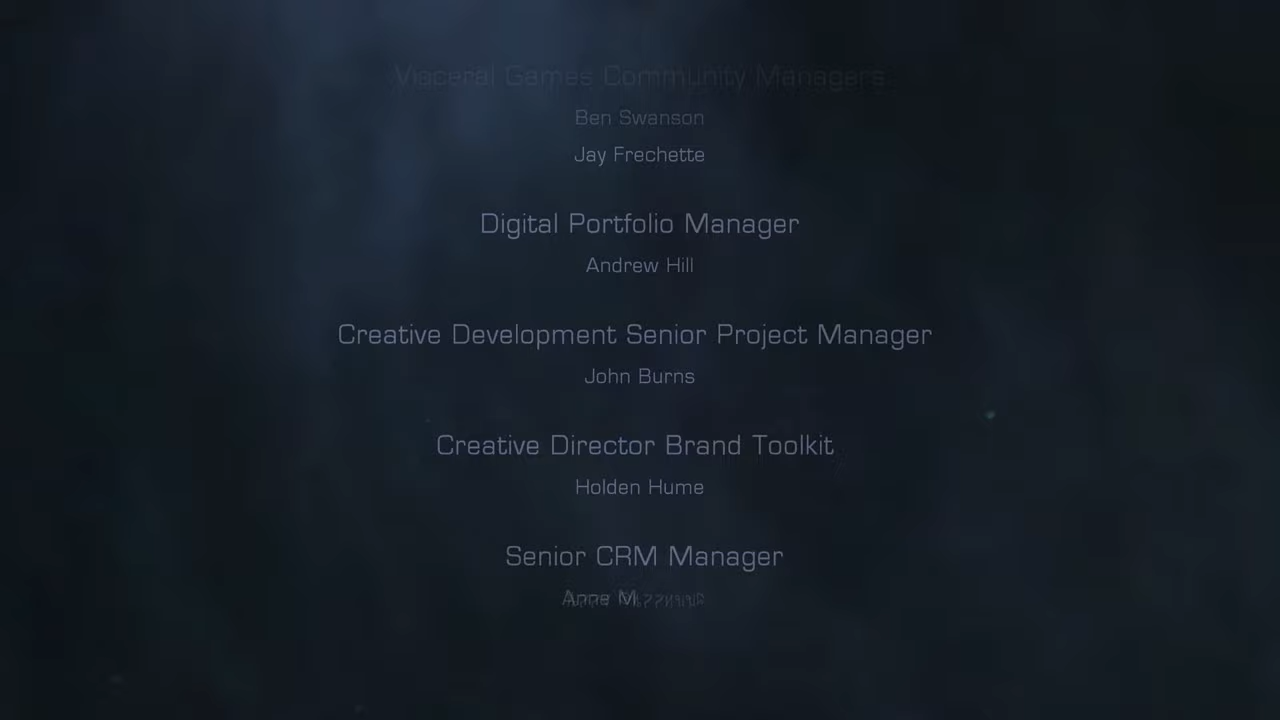 Visceral Games Community Managers
Ben Swanson
Jay Frechette
Digital Portfolio Manager
Andrew Hill
Creative Development Senior Project Manager
John Burns
Creative Director Brand Toolkit
Holden Hume
Senior CRM Manager
Anne